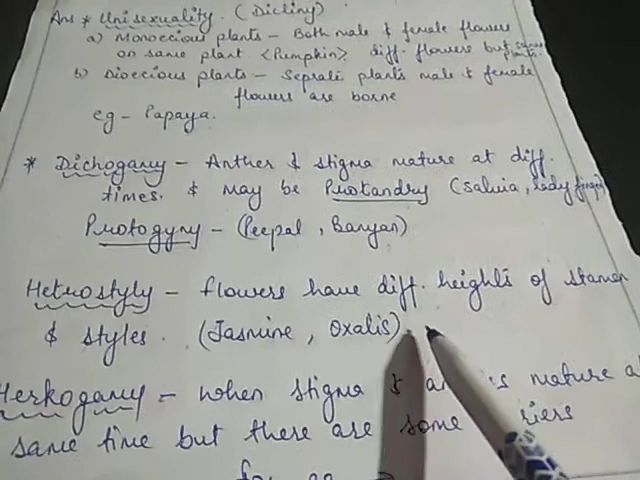 Ans * Unisexuality. (Dicliny)
a) Monoecious plants - Both male & female flowers
on same plant <Pumpkin> diff. flowers but same plants.
b) Dioecious plants - Seprate plants male & female
flowers are borne
eg - Papaya.
* Dichogamy - Anther & stigma mature at diff.
times. & may be Protandry (Salvia, lady finger)
Protogyny - (Peepal, Banyan)
Hetrostyly - flowers have diff. heights of stamen
& styles. (Jasmine, Oxalis)
Herkogamy - when stigma & mature at
same time but there are some
for